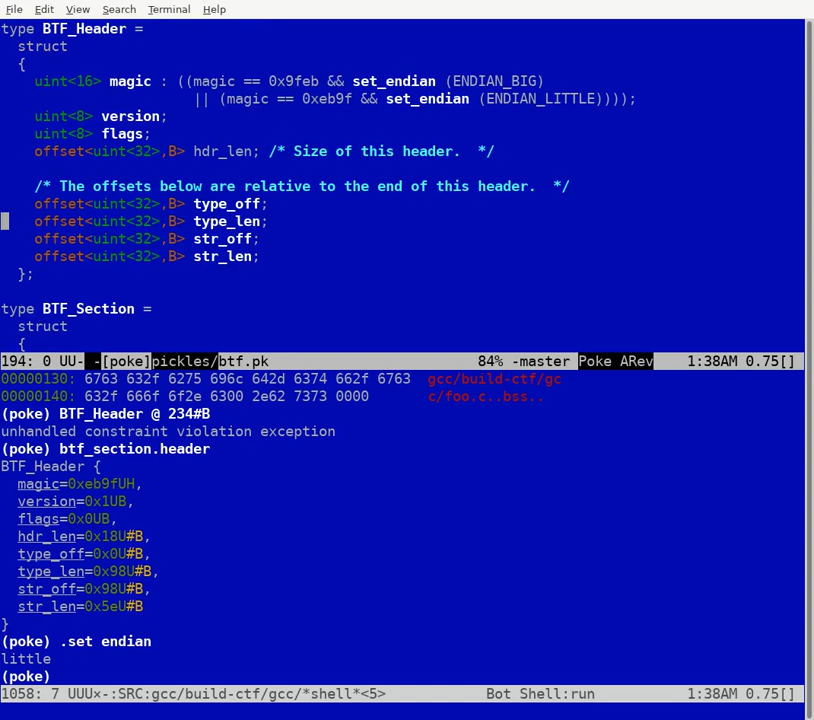 File Edit View Search Terminal Help
type BTF_Header =
  struct
  {
    uint<16> magic : ((magic == 0x9feb && set_endian (ENDIAN_BIG)
                       || (magic == 0xeb9f && set_endian (ENDIAN_LITTLE))));
    uint<8> version;
    uint<8> flags;
    offset<uint<32>,B> hdr_len; /* Size of this header.  */
    /* The offsets below are relative to the end of this header.  */
    offset<uint<32>,B> type_off;
    offset<uint<32>,B> type_len;
    offset<uint<32>,B> str_off;
    offset<uint<32>,B> str_len;
  };
type BTF_Section =
  struct
  {
194: 0 UU- -[poke]pickles/btf.pk                         84% -master Poke ARev    1:38AM 0.75[]
00000130: 6763 632f 6275 696c 642d 6374 662f 6763  gcc/build-ctf/gc
00000140: 632f 666f 6f2e 6300 2e62 7373 0000       c/foo.c..bss..
(poke) BTF_Header @ 234#B
unhandled constraint violation exception
(poke) btf_section.header
BTF_Header {
  magic=0xeb9fUH,
  version=0x1UB,
  flags=0x0UB,
  hdr_len=0x18U#B,
  type_off=0x0U#B,
  type_len=0x98U#B,
  str_off=0x98U#B,
  str_len=0x5eU#B
}
(poke) .set endian
little
(poke)
1058: 7 UUU×-:SRC:gcc/build-ctf/gcc/*shell*<5>            Bot Shell:run           1:38AM 0.75[]